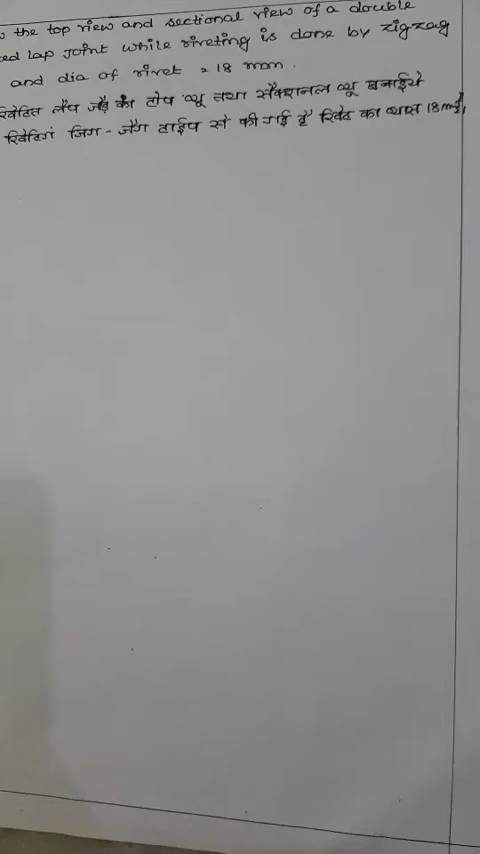 the top view and sectional view of a double
ed lap joint while riveting is done by zigzag
and dia of rivet = 18 mm.
रिवेटित लैप जोड़ का टोप व्यू तथा सैक्शनल व्यू बनाईये
रिवेटिगं जिग - जैग टाईप से की गई है रिवेट का व्यास 18 mm है,